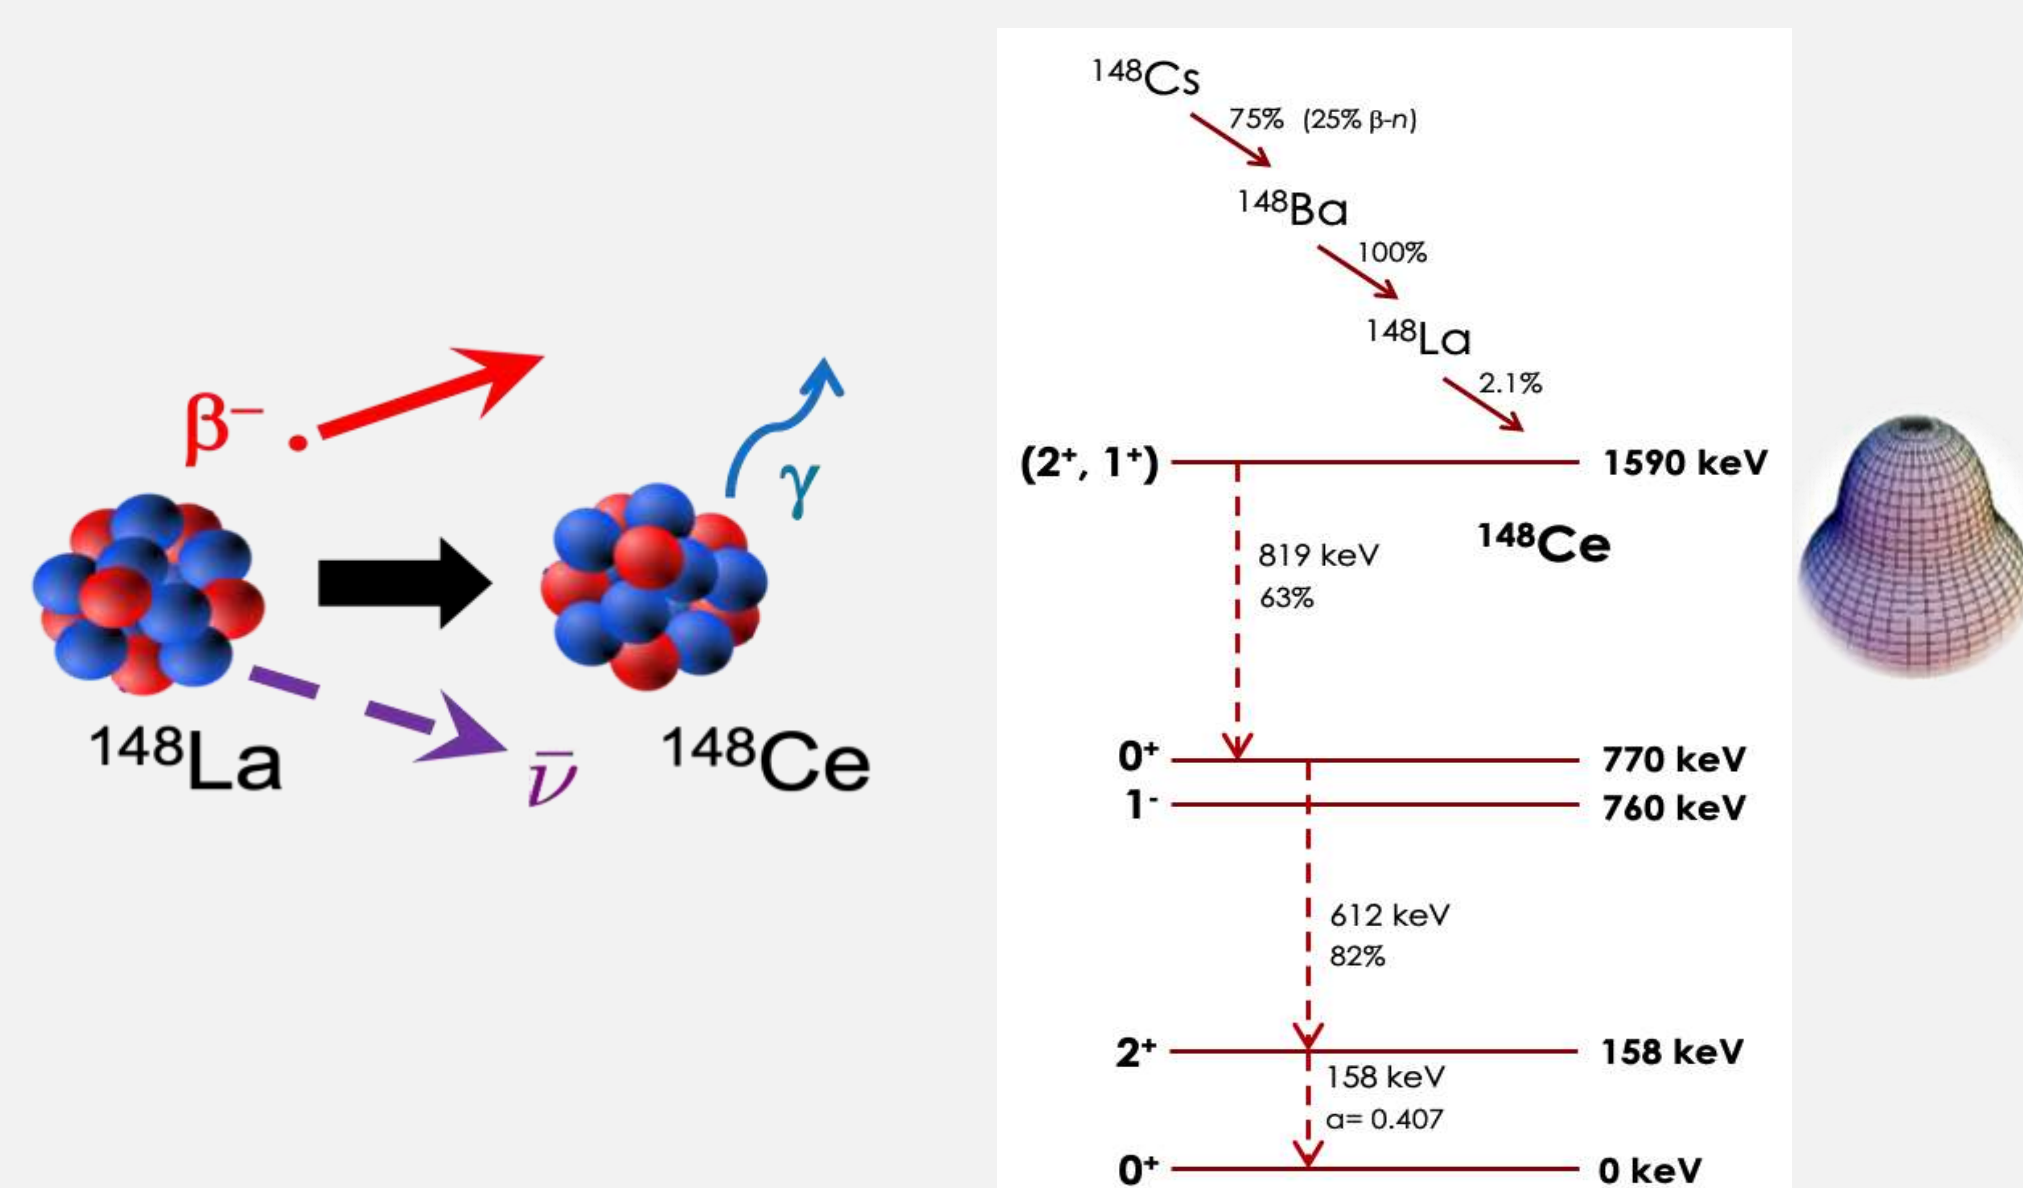 β⁻
γ
¹⁴⁸La
ν̄
¹⁴⁸Ce
¹⁴⁸Cs
75% (25% β-n)
¹⁴⁸Ba
100%
¹⁴⁸La
2.1%
(2⁺, 1⁺) 1590 keV
¹⁴⁸Ce
819 keV
63%
0⁺ 770 keV
1⁻ 760 keV
612 keV
82%
2⁺ 158 keV
158 keV
a= 0.407
0⁺ 0 keV